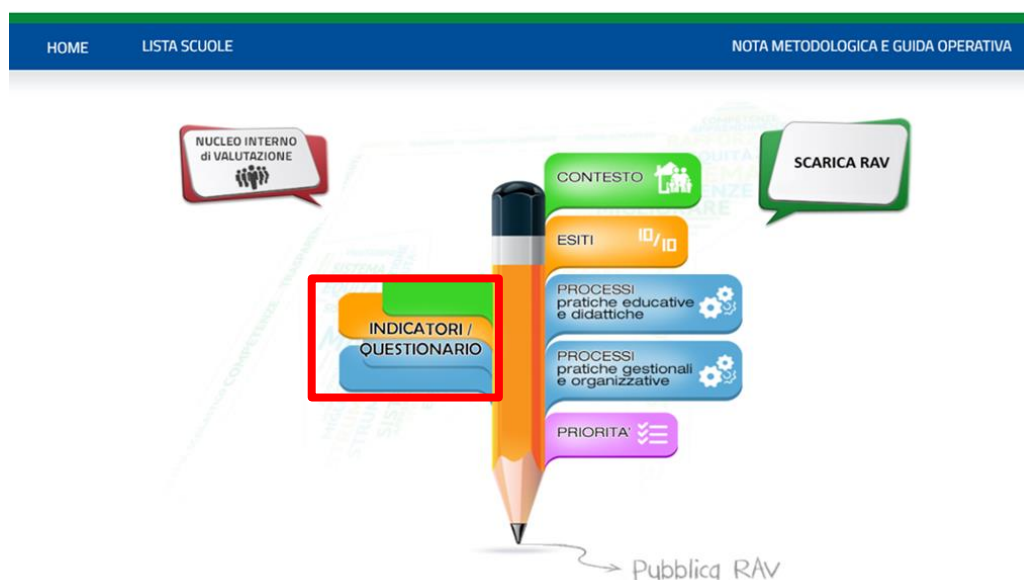 HOME LISTA SCUOLE NOTA METODOLOGICA E GUIDA OPERATIVA
NUCLEO INTERNO
di VALUTAZIONE
SCARICA RAV
CONTESTO
ESITI 10/10
PROCESSI
pratiche educative
e didattiche
INDICATORI /
QUESTIONARIO
PROCESSI
pratiche gestionali
e organizzative
PRIORITA'
Pubblica RAV